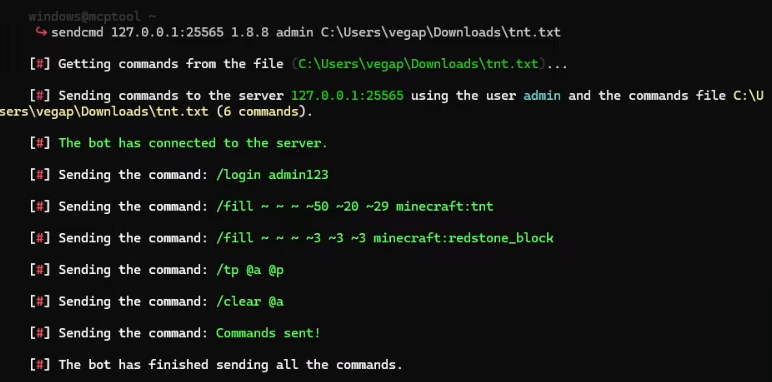 windows@mcptool ~
↪ sendcmd 127.0.0.1:25565 1.8.8 admin C:\Users\vegap\Downloads\tnt.txt
[#] Getting commands from the file (C:\Users\vegap\Downloads\tnt.txt)...
[#] Sending commands to the server 127.0.0.1:25565 using the user admin and the commands file C:\U
sers\vegap\Downloads\tnt.txt (6 commands).
[#] The bot has connected to the server.
[#] Sending the command: /login admin123
[#] Sending the command: /fill ~ ~ ~ ~50 ~20 ~29 minecraft:tnt
[#] Sending the command: /fill ~ ~ ~ ~3 ~3 ~3 minecraft:redstone_block
[#] Sending the command: /tp @a @p
[#] Sending the command: /clear @a
[#] Sending the command: Commands sent!
[#] The bot has finished sending all the commands.